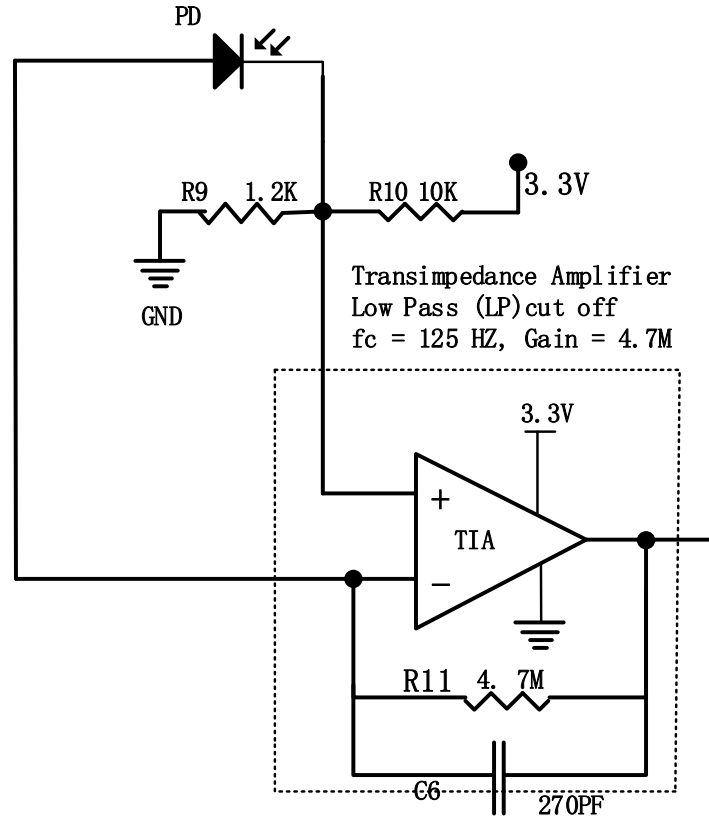 PD
R9 1.2K
R10 10K
3.3V
GND
Transimpedance Amplifier
Low Pass (LP)cut off
fc = 125 HZ, Gain = 4.7M
3.3V
+
TIA
−
R11 4. 7M
C6
270PF